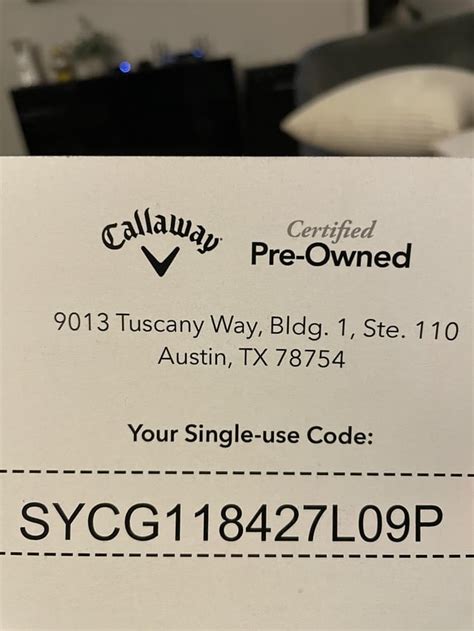 Callaway
Certified
Pre-Owned
9013 Tuscany Way, Bldg. 1, Ste. 110
Austin, TX 78754
Your Single-use Code:
SYCG118427L09P